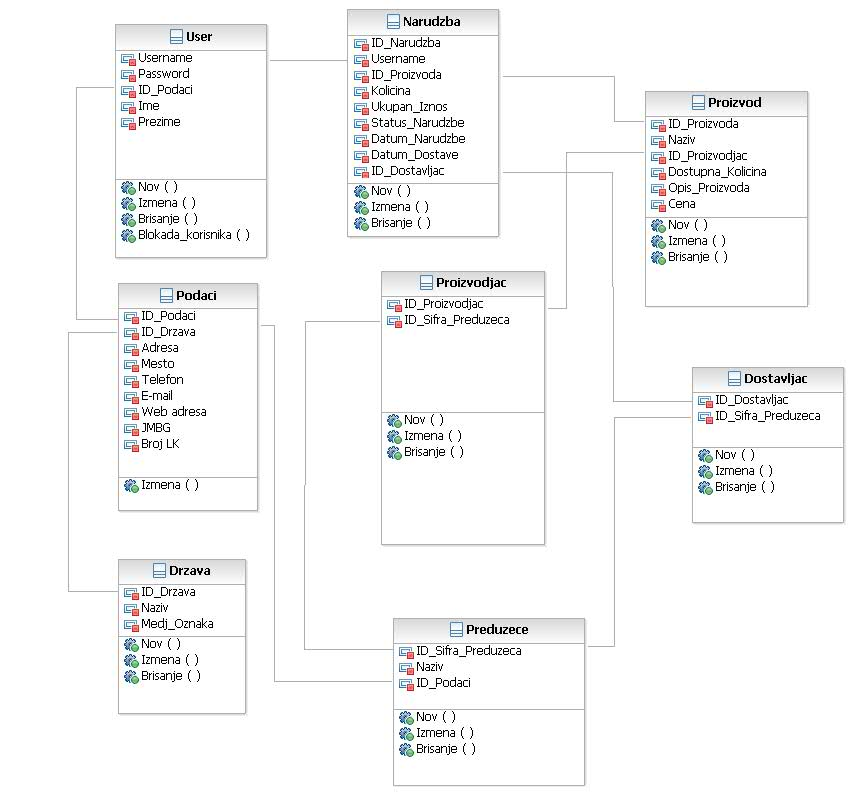 User
Username
Password
ID_Podaci
Ime
Prezime
Nov ( )
Izmena ( )
Brisanje ( )
Blokada_korisnika ( )
Narudzba
ID_Narudzba
Username
ID_Proizvoda
Kolicina
Ukupan_Iznos
Status_Narudzbe
Datum_Narudzbe
Datum_Dostave
ID_Dostavljac
Nov ( )
Izmena ( )
Brisanje ( )
Proizvod
ID_Proizvoda
Naziv
ID_Proizvodjac
Dostupna_Kolicina
Opis_Proizvoda
Cena
Nov ( )
Izmena ( )
Brisanje ( )
Podaci
ID_Podaci
ID_Drzava
Adresa
Mesto
Telefon
E-mail
Web adresa
JMBG
Broj LK
Izmena ( )
Proizvodjac
ID_Proizvodjac
ID_Sifra_Preduzeca
Nov ( )
Izmena ( )
Brisanje ( )
Dostavljac
ID_Dostavljac
ID_Sifra_Preduzeca
Nov ( )
Izmena ( )
Brisanje ( )
Drzava
ID_Drzava
Naziv
Medj_Oznaka
Nov ( )
Izmena ( )
Brisanje ( )
Preduzece
ID_Sifra_Preduzeca
Naziv
ID_Podaci
Nov ( )
Izmena ( )
Brisanje ( )